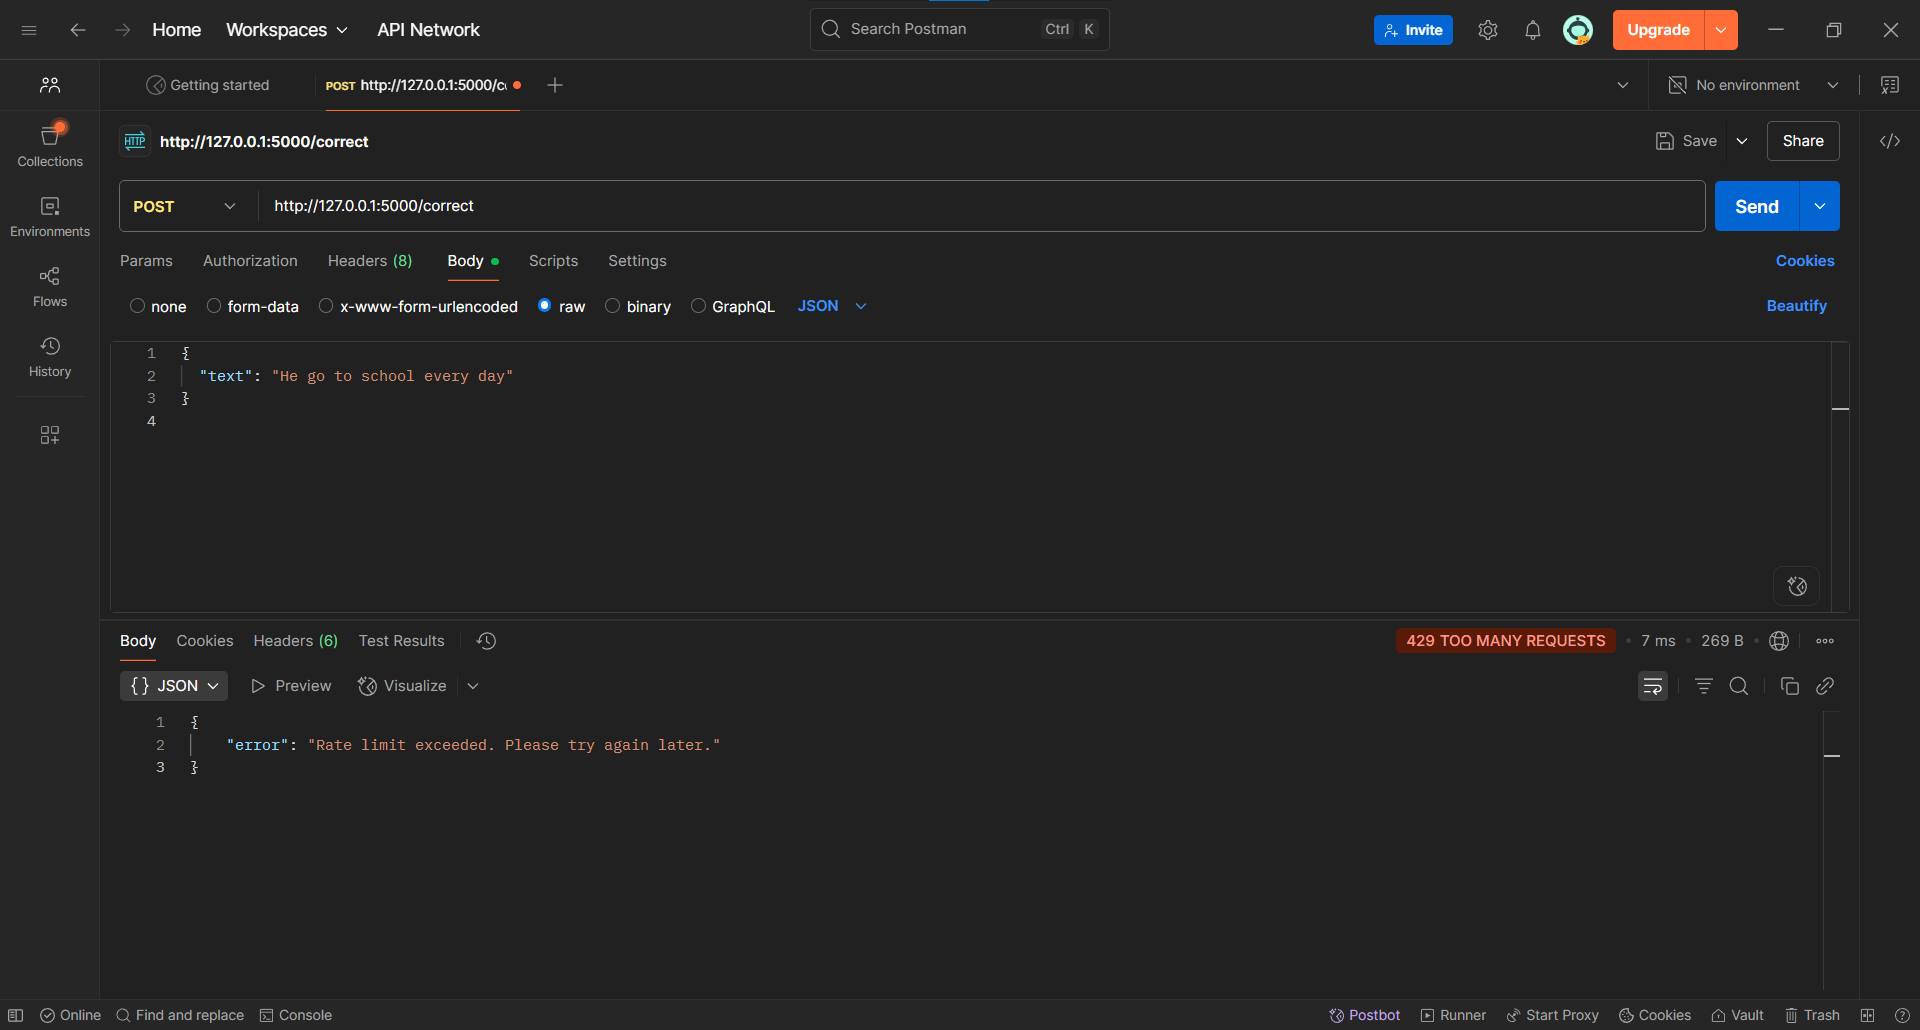 Home Workspaces API Network
Search Postman Ctrl K
Invite Upgrade
Getting started
POST http://127.0.0.1:5000/c
No environment
HTTP http://127.0.0.1:5000/correct
Save Share
Collections
Environments
Flows
History
POST http://127.0.0.1:5000/correct
Send
Params Authorization Headers (8) Body Scripts Settings
Cookies
none form-data x-www-form-urlencoded raw binary GraphQL JSON
Beautify
1 {
2 "text": "He go to school every day"
3 }
4
Body Cookies Headers (6) Test Results
429 TOO MANY REQUESTS • 7 ms • 269 B •
{} JSON Preview Visualize
1 {
2 "error": "Rate limit exceeded. Please try again later."
3 }
Online Find and replace Console
Postbot Runner Start Proxy Cookies Vault Trash